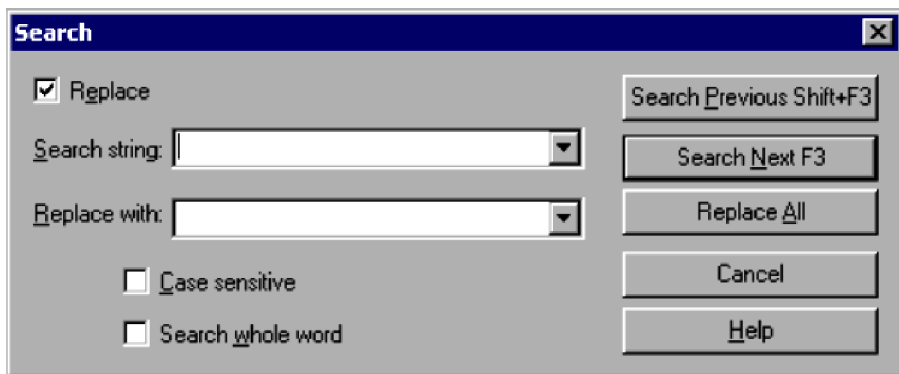 Search
Replace
Search string:
Replace with:
Case sensitive
Search whole word
Search Previous Shift+F3
Search Next F3
Replace All
Cancel
Help